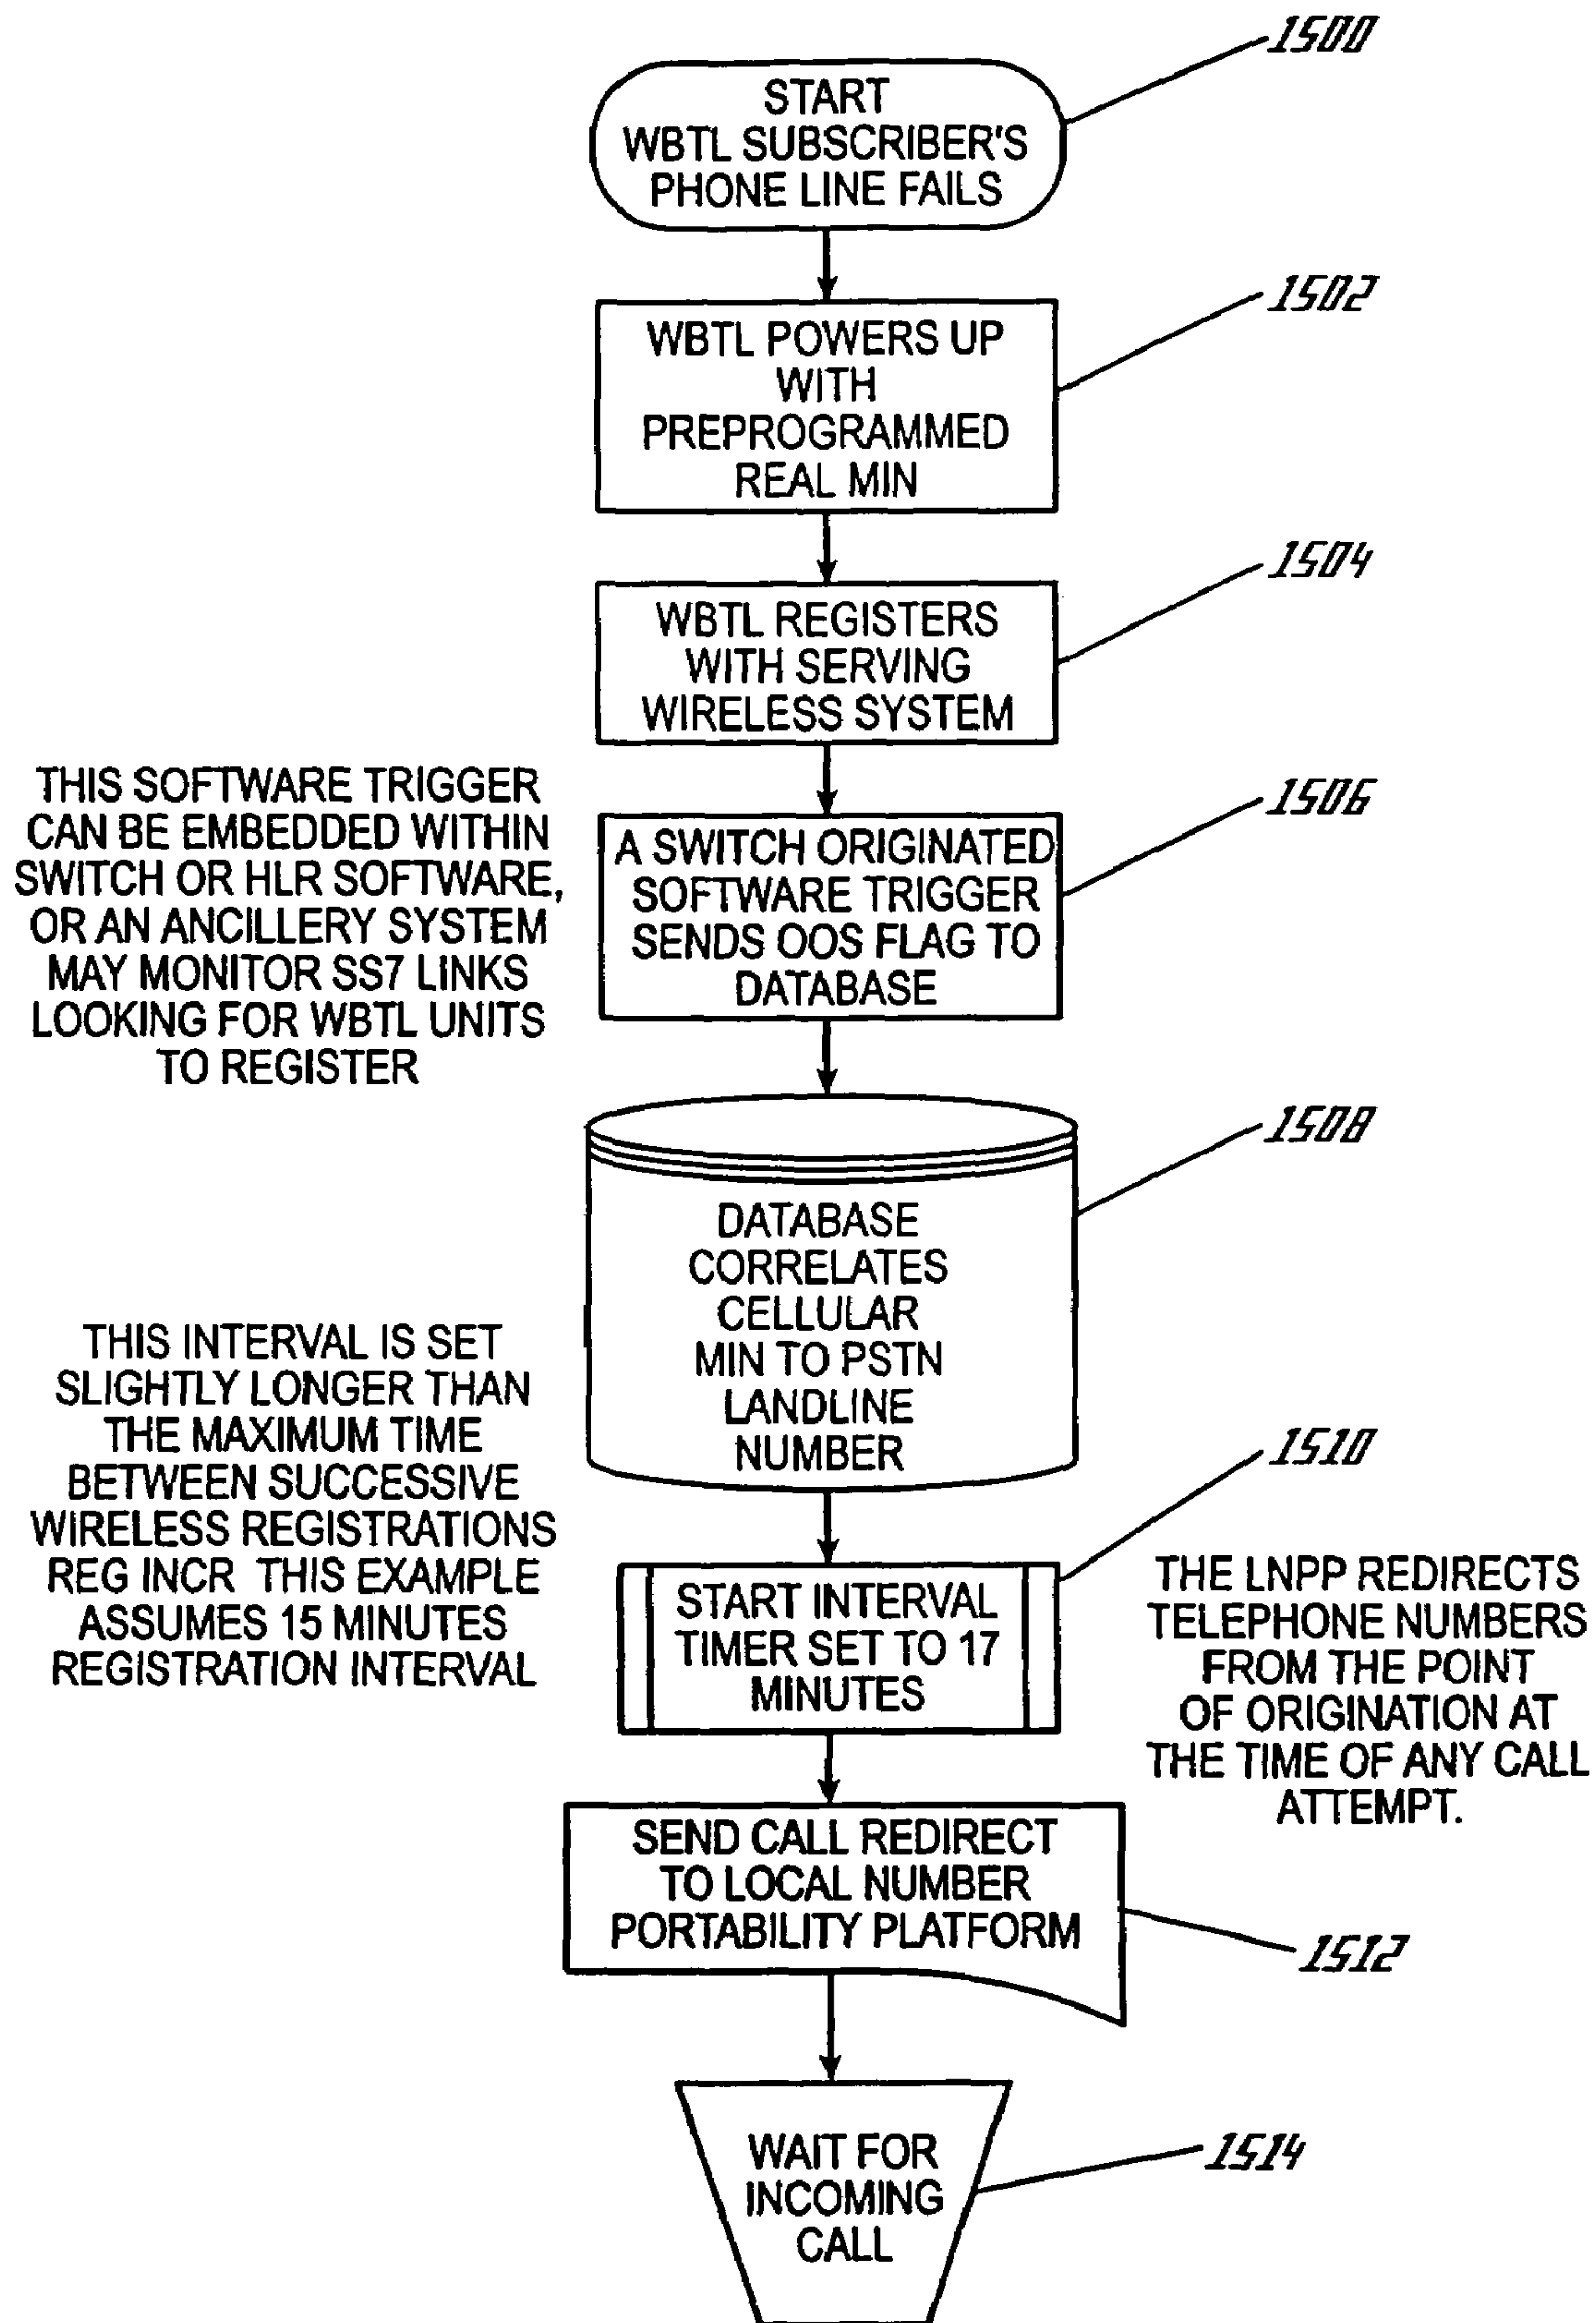 1500
START
WBTL SUBSCRIBER'S
PHONE LINE FAILS
1502
WBTL POWERS UP
WITH
PREPROGRAMMED
REAL MIN
1504
WBTL REGISTERS
WITH SERVING
WIRELESS SYSTEM
THIS SOFTWARE TRIGGER
CAN BE EMBEDDED WITHIN
SWITCH OR HLR SOFTWARE,
OR AN ANCILLERY SYSTEM
MAY MONITOR SS7 LINKS
LOOKING FOR WBTL UNITS
TO REGISTER
1506
A SWITCH ORIGINATED
SOFTWARE TRIGGER
SENDS OOS FLAG TO
DATABASE
1508
DATABASE
CORRELATES
CELLULAR
MIN TO PSTN
LANDLINE
NUMBER
THIS INTERVAL IS SET
SLIGHTLY LONGER THAN
THE MAXIMUM TIME
BETWEEN SUCCESSIVE
WIRELESS REGISTRATIONS
REG INCR THIS EXAMPLE
ASSUMES 15 MINUTES
REGISTRATION INTERVAL
1510
START INTERVAL
TIMER SET TO 17
MINUTES
THE LNPP REDIRECTS
TELEPHONE NUMBERS
FROM THE POINT
OF ORIGINATION AT
THE TIME OF ANY CALL
ATTEMPT.
SEND CALL REDIRECT
TO LOCAL NUMBER
PORTABILITY PLATFORM
1512
WAIT FOR
INCOMING
CALL
1514